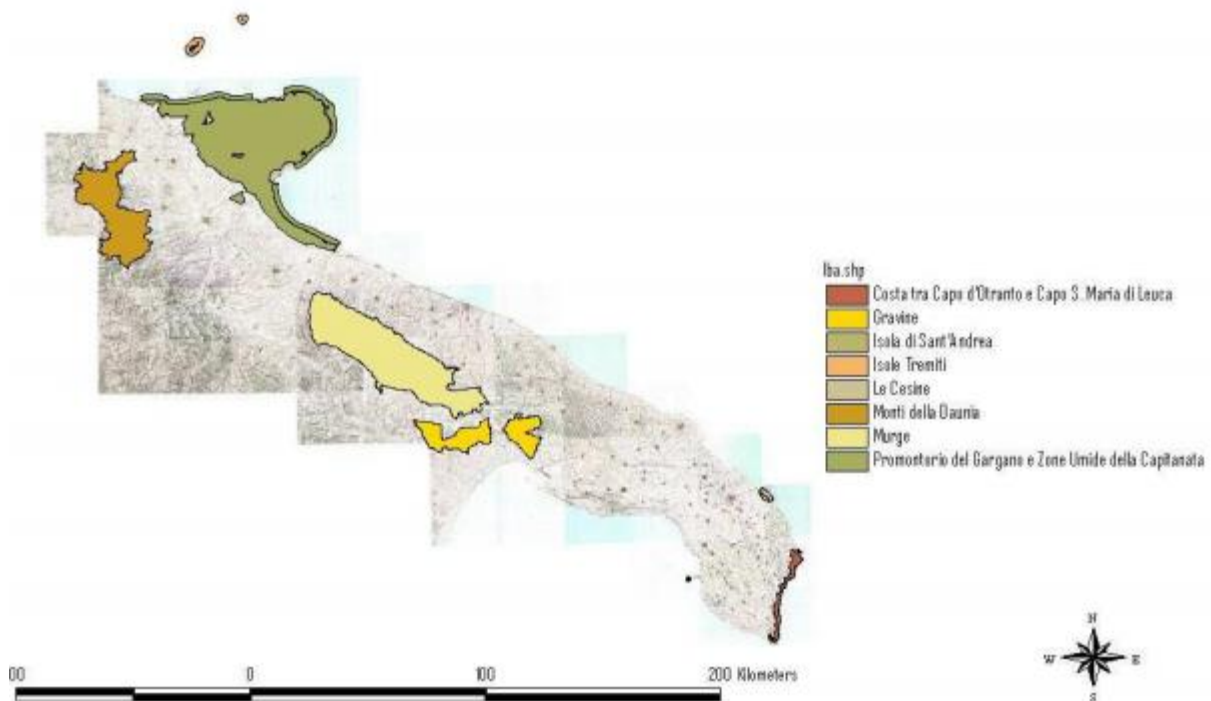 Iba.shp
Costa tra Capo d'Otranto e Capo S. Maria di Leuca
Gravine
Isola di Sant'Andrea
Isole Tremiti
Le Cesine
Monti della Daunia
Murge
Promontorio del Gargano e Zone Umide della Capitanata
N
W E
S
00 0 100 200 Kilometers